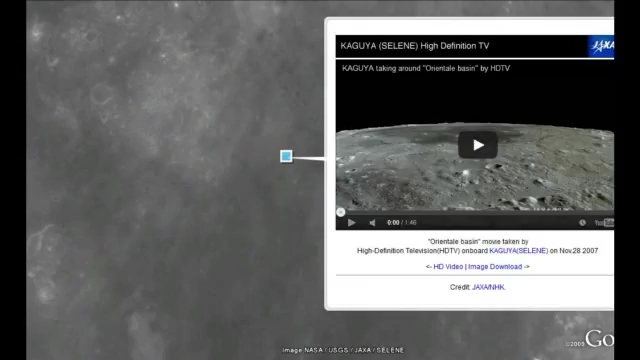 KAGUYA (SELENE) High Definition TV
JAXA
KAGUYA taking around "Orientale basin" by HDTV
0:00 / 1:46
You
"Orientale basin" movie taken by
High-Definition Television(HDTV) onboard KAGUYA(SELENE) on Nov.28 2007
<- HD Video | Image Download ->
Credit: JAXA/NHK.
Image NASA / USGS / JAXA / SELENE
©2009 Go